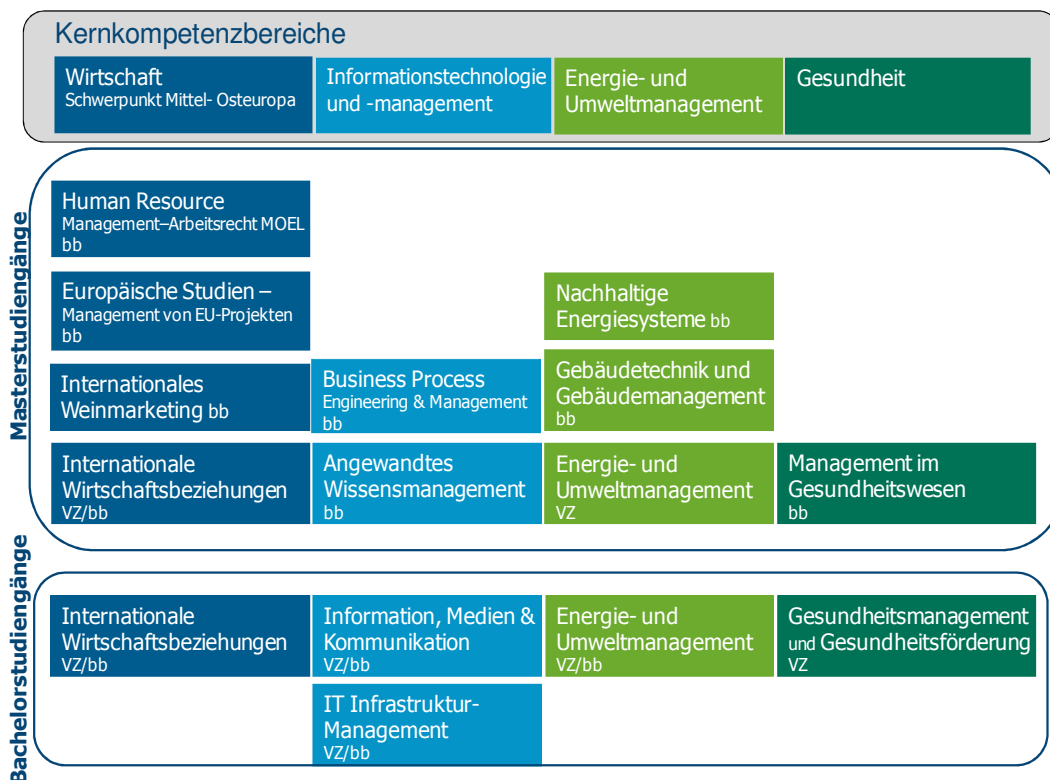 Kernkompetenzbereiche
Wirtschaft
Schwerpunkt Mittel- Osteuropa
Informationstechnologie
und -management
Energie- und
Umweltmanagement
Gesundheit
Masterstudiengänge
Human Resource
Management–Arbeitsrecht MOEL
bb
Europäische Studien –
Management von EU-Projekten
bb
Nachhaltige
Energiesysteme bb
Internationales
Weinmarketing bb
Business Process
Engineering & Management
bb
Gebäudetechnik und
Gebäudemanagement
bb
Internationale
Wirtschaftsbeziehungen
VZ/bb
Angewandtes
Wissensmanagement
bb
Energie- und
Umweltmanagement
VZ
Management im
Gesundheitswesen
bb
Bachelorstudiengänge
Internationale
Wirtschaftsbeziehungen
VZ/bb
Information, Medien &
Kommunikation
VZ/bb
Energie- und
Umweltmanagement
VZ/bb
Gesundheitsmanagement
und Gesundheitsförderung
VZ
IT Infrastruktur-
Management
VZ/bb